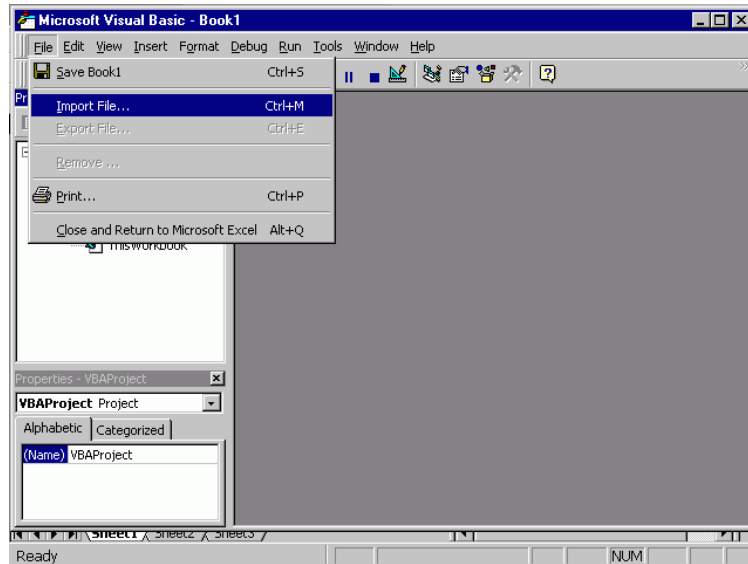 Microsoft Visual Basic - Book1
File Edit View Insert Format Debug Run Tools Window Help
Save Book1 Ctrl+S
Import File... Ctrl+M
Export File... Ctrl+E
Remove ...
Print... Ctrl+P
Close and Return to Microsoft Excel Alt+Q
ThisWorkbook
Properties - VBAProject
VBAProject Project
Alphabetic Categorized
(Name) VBAProject
Sheet1 Sheet2 Sheet3
Ready NUM